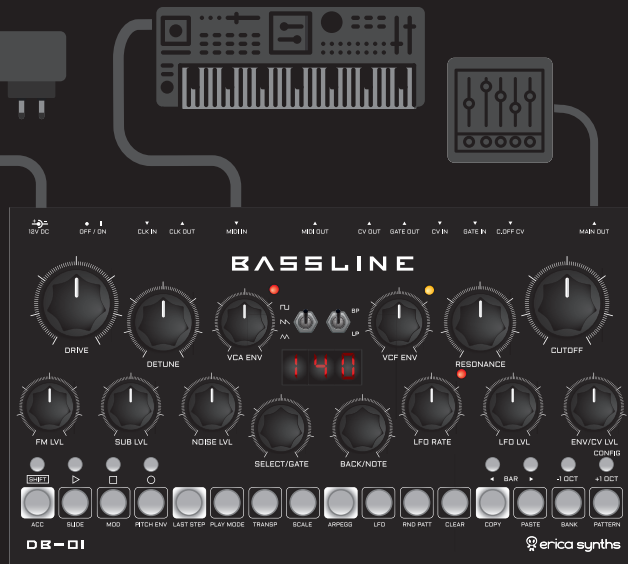 12V DC OFF / ON CLK IN CLK OUT MIDI IN MIDI OUT CV OUT GATE OUT CV IN GATE IN C.OFF CV MAIN OUT
BASSLINE
BP
LP
DRIVE DETUNE VCA ENV VCF ENV RESONANCE CUTOFF
140
FM LVL SUB LVL NOISE LVL SELECT/GATE BACK/NOTE LFO RATE LFO LVL ENV/CV LVL
CONFIG
SHIFT BAR -1 OCT +1 OCT
ACC SLIDE MOD PITCH ENV LAST STEP PLAY MODE TRANSP SCALE ARPEGG LFO RND PATT CLEAR COPY PASTE BANK PATTERN
DB-01 erica synths